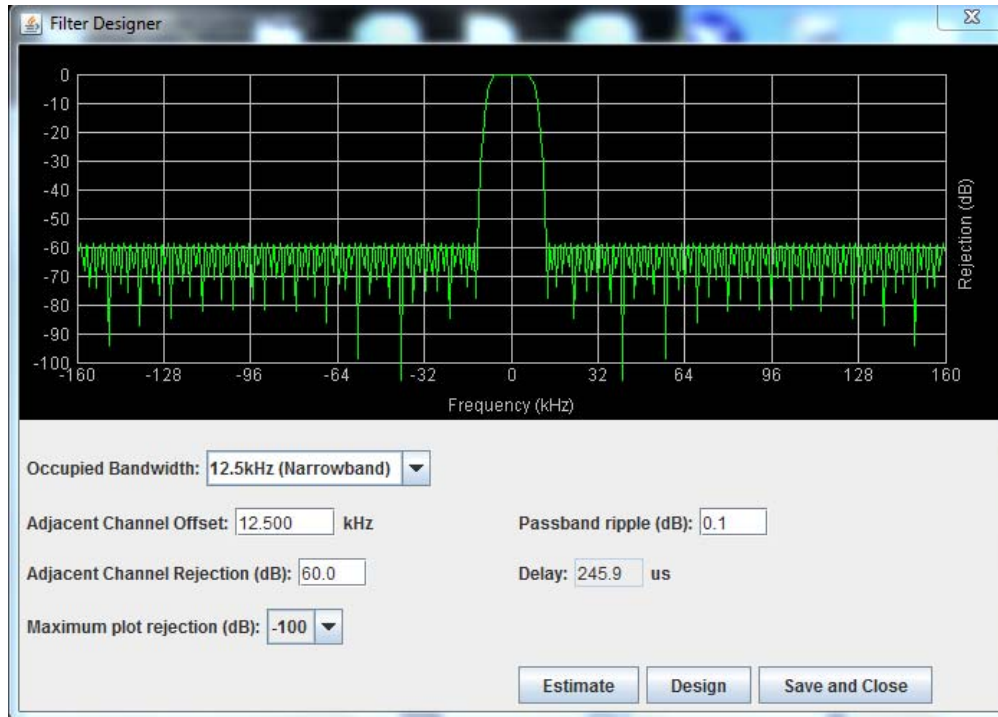 Filter Designer
0
-10
-20
-30
-40
-50
-60
-70
-80
-90
-100
Rejection (dB)
-160 -128 -96 -64 -32 0 32 64 96 128 160
Frequency (kHz)
Occupied Bandwidth: 12.5kHz (Narrowband)
Adjacent Channel Offset: 12.500 kHz Passband ripple (dB): 0.1
Adjacent Channel Rejection (dB): 60.0 Delay: 245.9 us
Maximum plot rejection (dB): -100
Estimate Design Save and Close